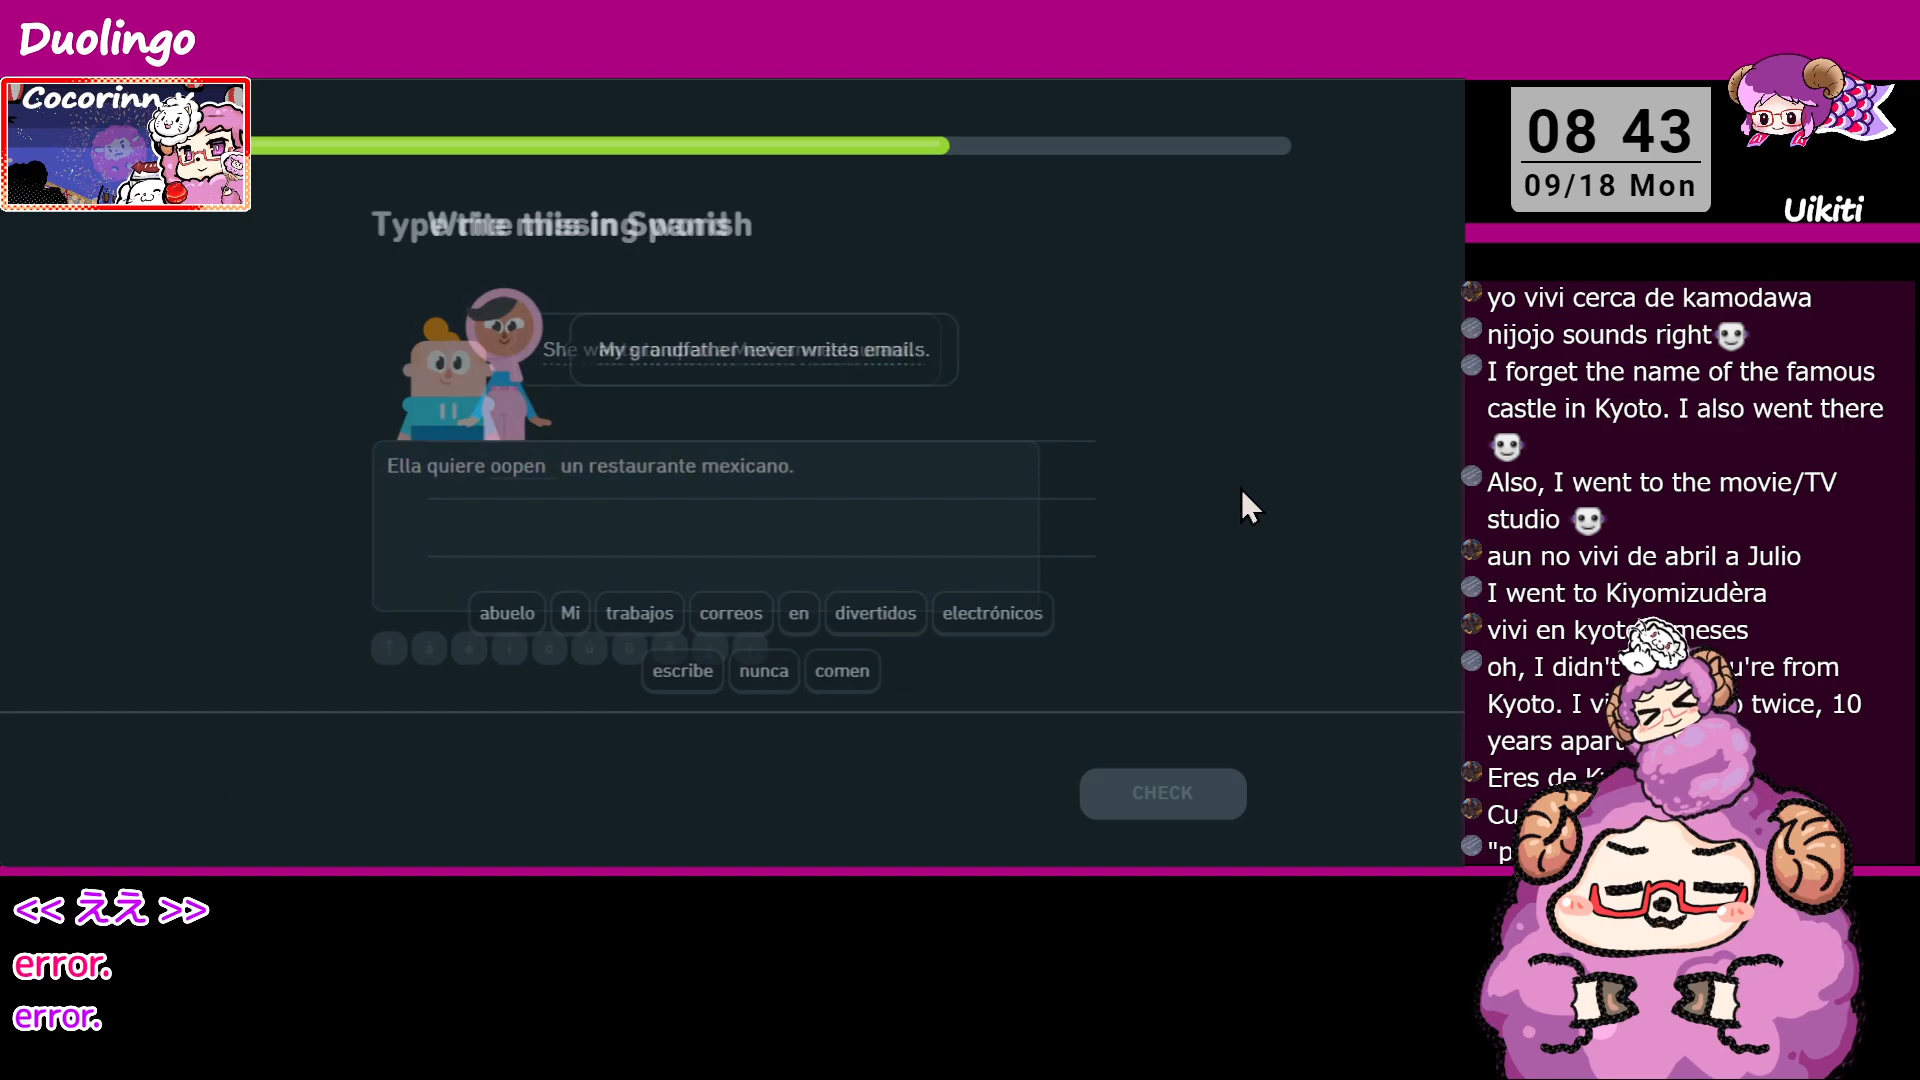 Duolingo
Cocorinn
08 43
09/18 Mon
Uikiti
Type the missing words
Write this in Spanish
My grandfather never writes emails.
Ella quiere oopen un restaurante mexicano.
abuelo Mi trabajos correos en divertidos electrónicos
escribe nunca comen
CHECK
yo vivi cerca de kamodawa
nijojo sounds right
I forget the name of the famous
castle in Kyoto. I also went there
Also, I went to the movie/TV
studio
aun no vivi de abril a Julio
I went to Kiyomizudèra
vivi en kyoto meses
oh, I didn't u're from
Kyoto. I twice, 10
years apart
Eres de
<< ええ >>
error.
error.